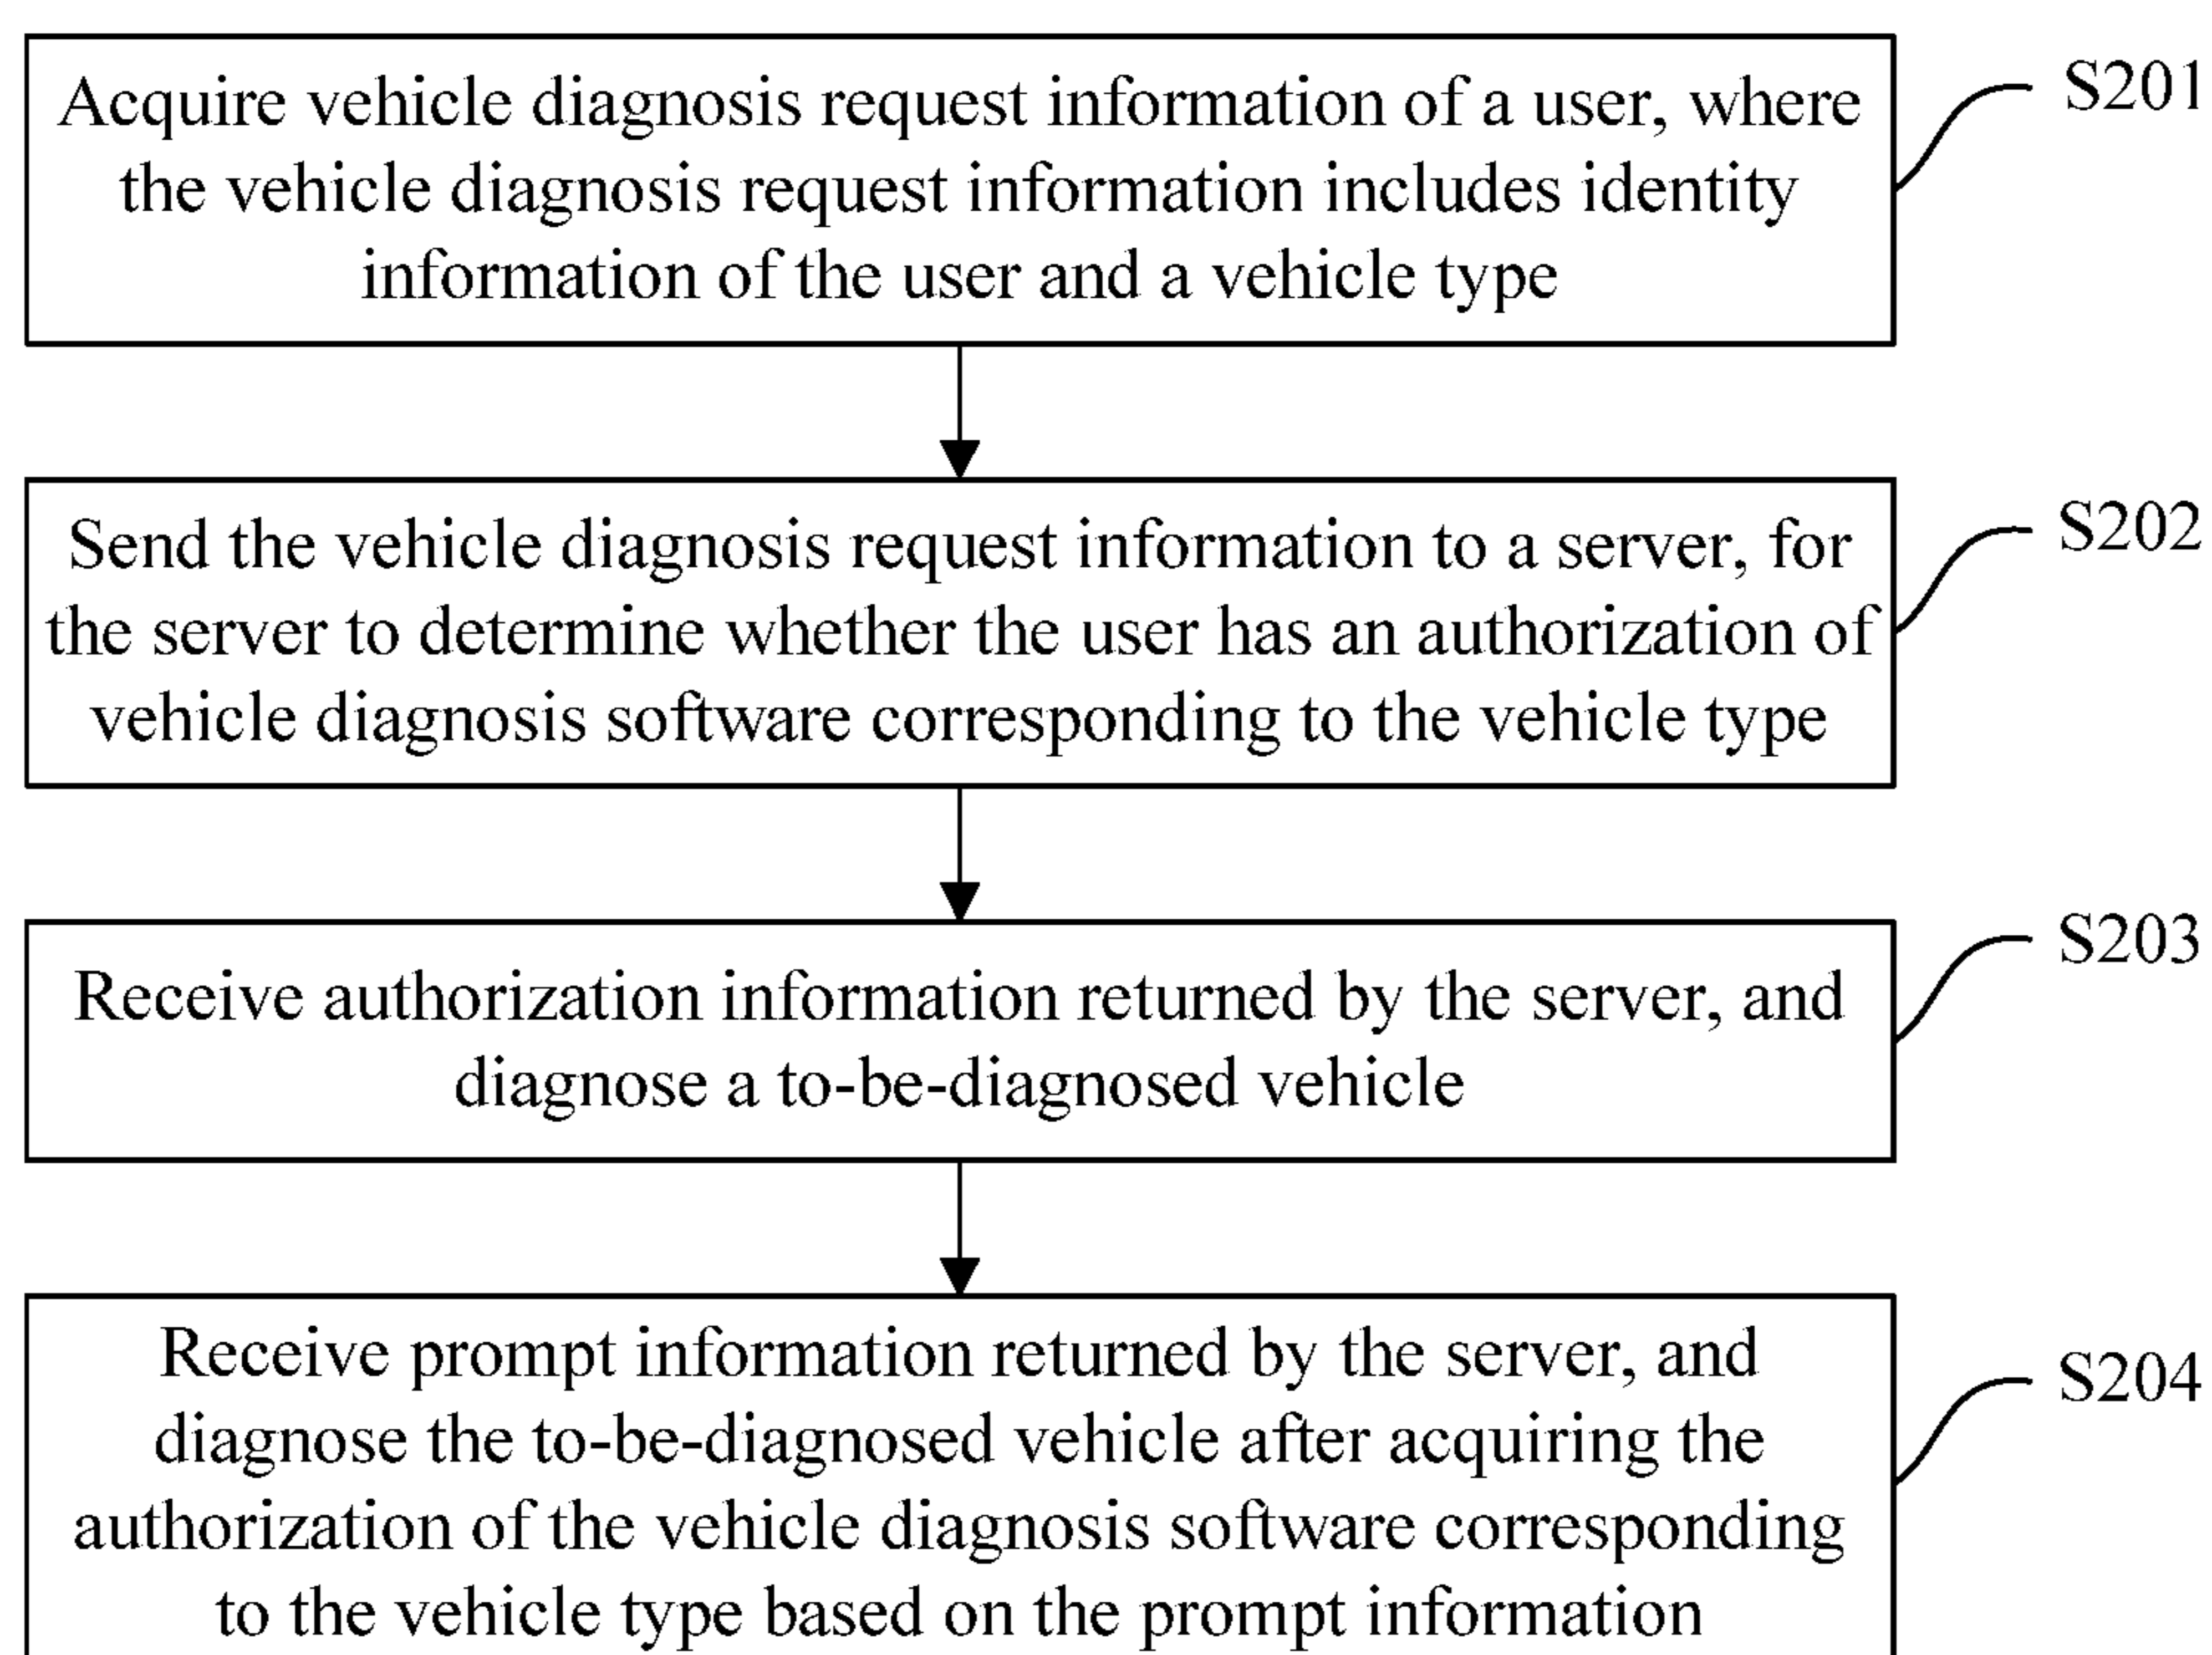 Acquire vehicle diagnosis request information of a user, where
the vehicle diagnosis request information includes identity
information of the user and a vehicle type
S201
Send the vehicle diagnosis request information to a server, for
the server to determine whether the user has an authorization of
vehicle diagnosis software corresponding to the vehicle type
S202
Receive authorization information returned by the server, and
diagnose a to-be-diagnosed vehicle
S203
Receive prompt information returned by the server, and
diagnose the to-be-diagnosed vehicle after acquiring the
authorization of the vehicle diagnosis software corresponding
to the vehicle type based on the prompt information
S204